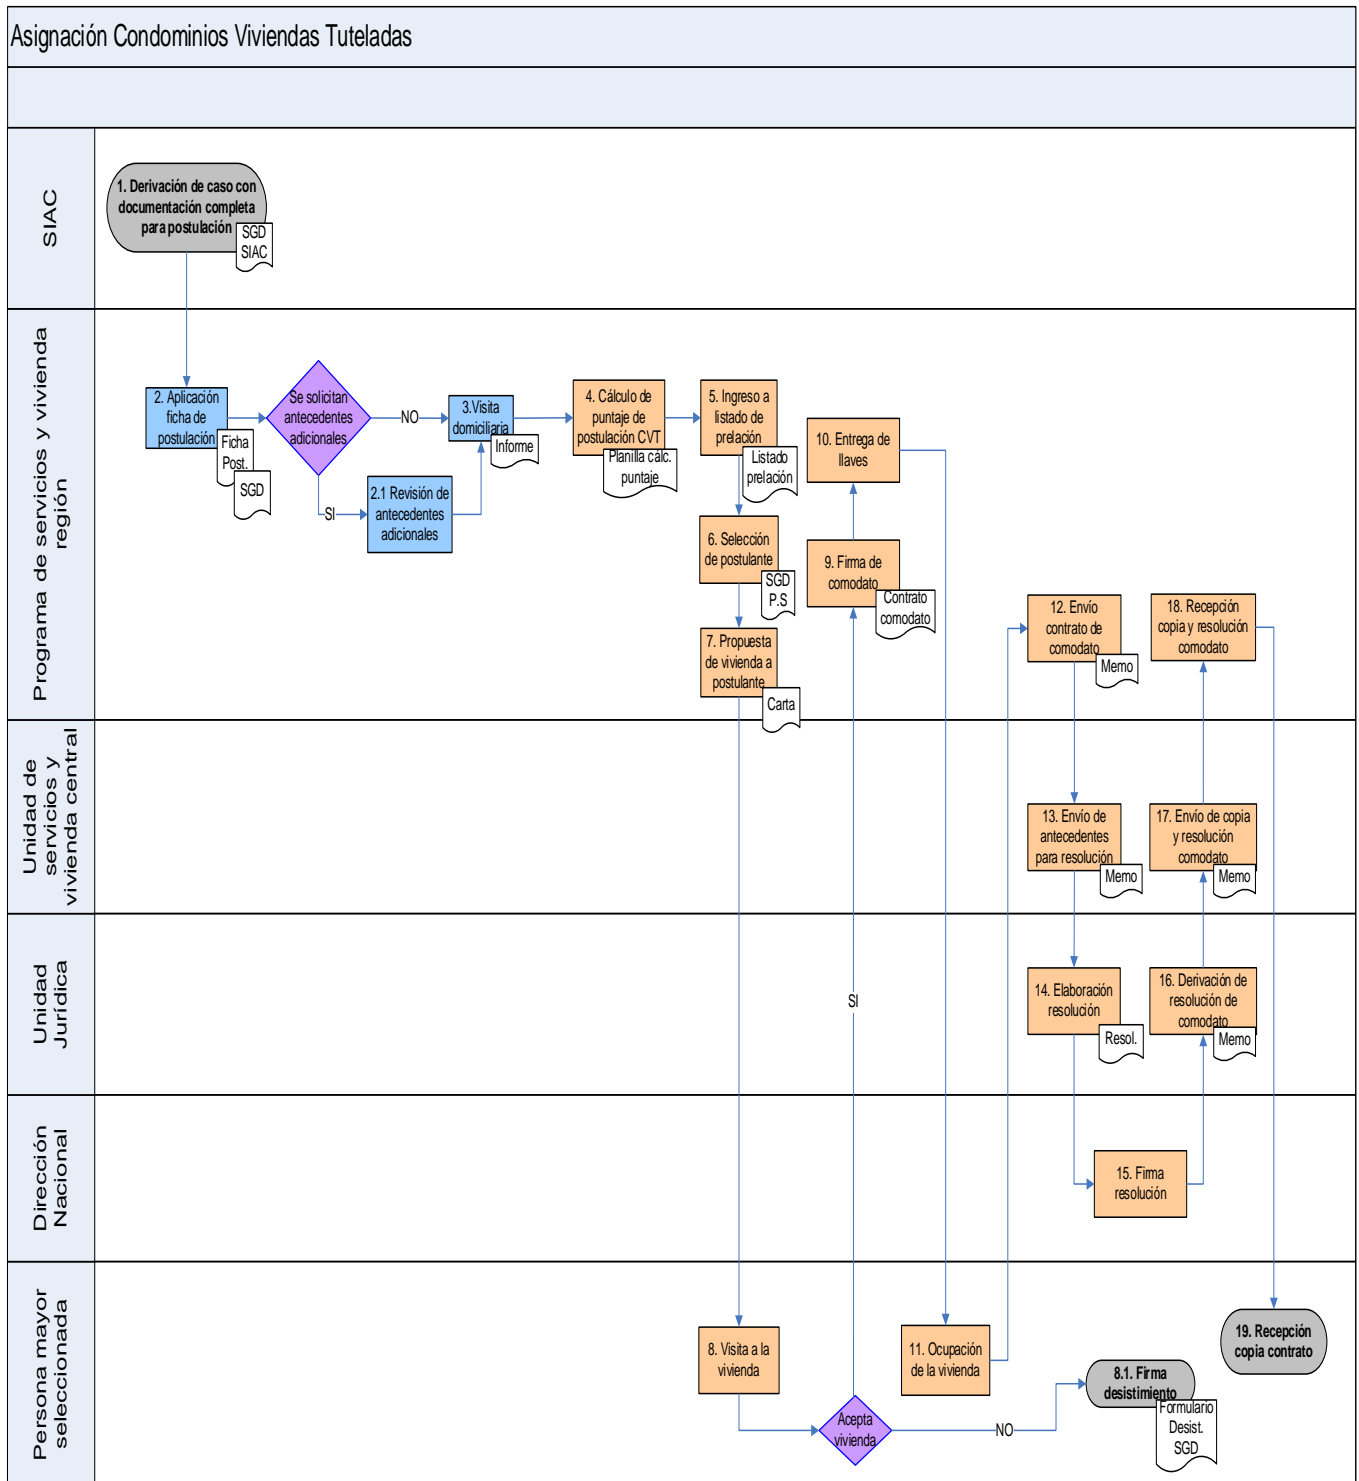 Asignación Condominios Viviendas Tuteladas
SIAC
1. Derivación de caso con
documentación completa
para postulación
SGD
SIAC
Programa de servicios y vivienda
región
2. Aplicación
ficha de
postulación
Ficha
Post.
SGD
Se solicitan
antecedentes
adicionales
NO
SI
2.1 Revisión de
antecedentes
adicionales
3.Visita
domiciliaria
Informe
4. Cálculo de
puntaje de
postulación CVT
Planilla cálc.
puntaje
5. Ingreso a
listado de
prelación
Listado
prelación
6. Selección
de postulante
SGD
P.S
7. Propuesta
de vivienda a
postulante
Carta
10. Entrega de
llaves
9. Firma de
comodato
Contrato
comodato
12. Envío
contrato de
comodato
Memo
18. Recepción
copia y resolución
comodato
Unidad de
servicios y
vivienda central
13. Envío de
antecedentes
para resolución
Memo
17. Envío de copia
y resolución
comodato
Memo
Unidad
Jurídica
SI
14. Elaboración
resolución
Resol.
16. Derivación de
resolución de
comodato
Memo
Dirección
Nacional
15. Firma
resolución
Persona mayor
seleccionada
8. Visita a la
vivienda
Acepta
vivienda
NO
11. Ocupación
de la vivienda
8.1. Firma
desistimiento
Formulario
Desist.
SGD
19. Recepción
copia contrato